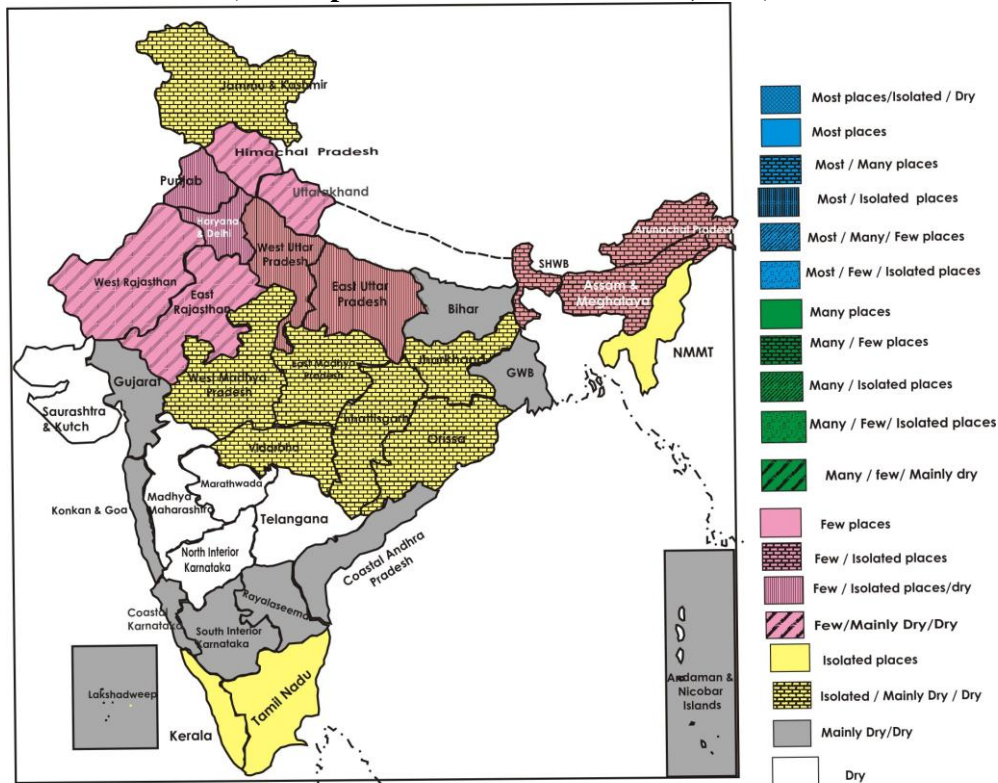 Jammu & Kashmir
Himachal Pradesh
Punjab
Uttarakhand
Haryana
& Delhi
West Uttar
Pradesh
East Uttar
Pradesh
West Rajasthan
East
Rajasthan
SHWB
Arunachal Pradesh
Assam &
Meghalaya
NMMT
Bihar
Jharkhand
GWB
Gujarat
West Madhya
Pradesh
East Madhya
Pradesh
Saurashtra
& Kutch
Orissa
Vidarbha
Marathwada
Madhya
Maharashtra
Konkan & Goa
Telangana
North Interior
Karnataka
Coastal Andhra
Pradesh
Rayalaseema
Coastal
Karnataka
South Interior
Karnataka
Lakshadweep
Kerala
Tamil Nadu
Andaman &
Nicobar
Islands
Most places/Isolated / Dry
Most places
Most / Many places
Most / Isolated places
Most / Many/ Few places
Most / Few / Isolated places
Many places
Many / Few places
Many / Isolated places
Many / Few/ Isolated places
Many / few/ Mainly dry
Few places
Few / Isolated places
Few / Isolated places/dry
Few/Mainly Dry/Dry
Isolated places
Isolated / Mainly Dry / Dry
Mainly Dry/Dry
Dry